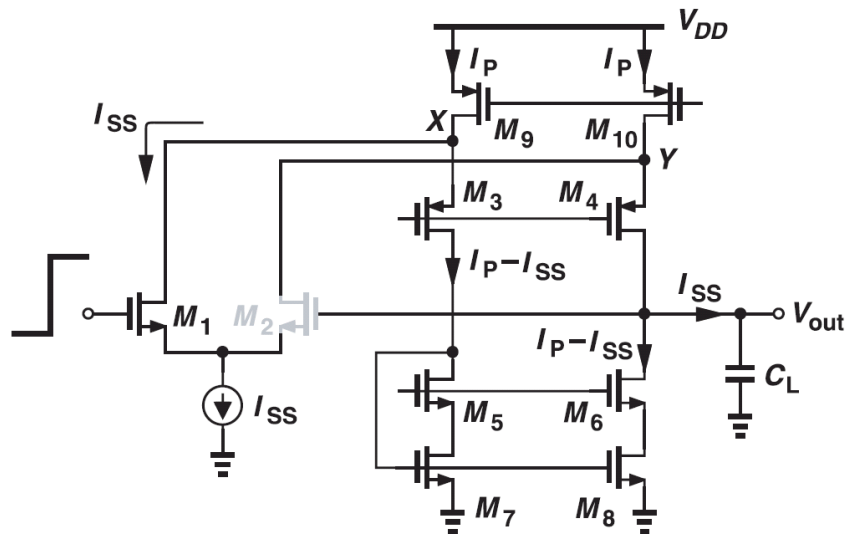 V_DD
I_P I_P
I_SS
X M_9 M_10 Y
M_3 M_4
I_P−I_SS
I_SS
M_1 M_2 V_out
I_P−I_SS
I_SS M_5 M_6 C_L
M_7 M_8